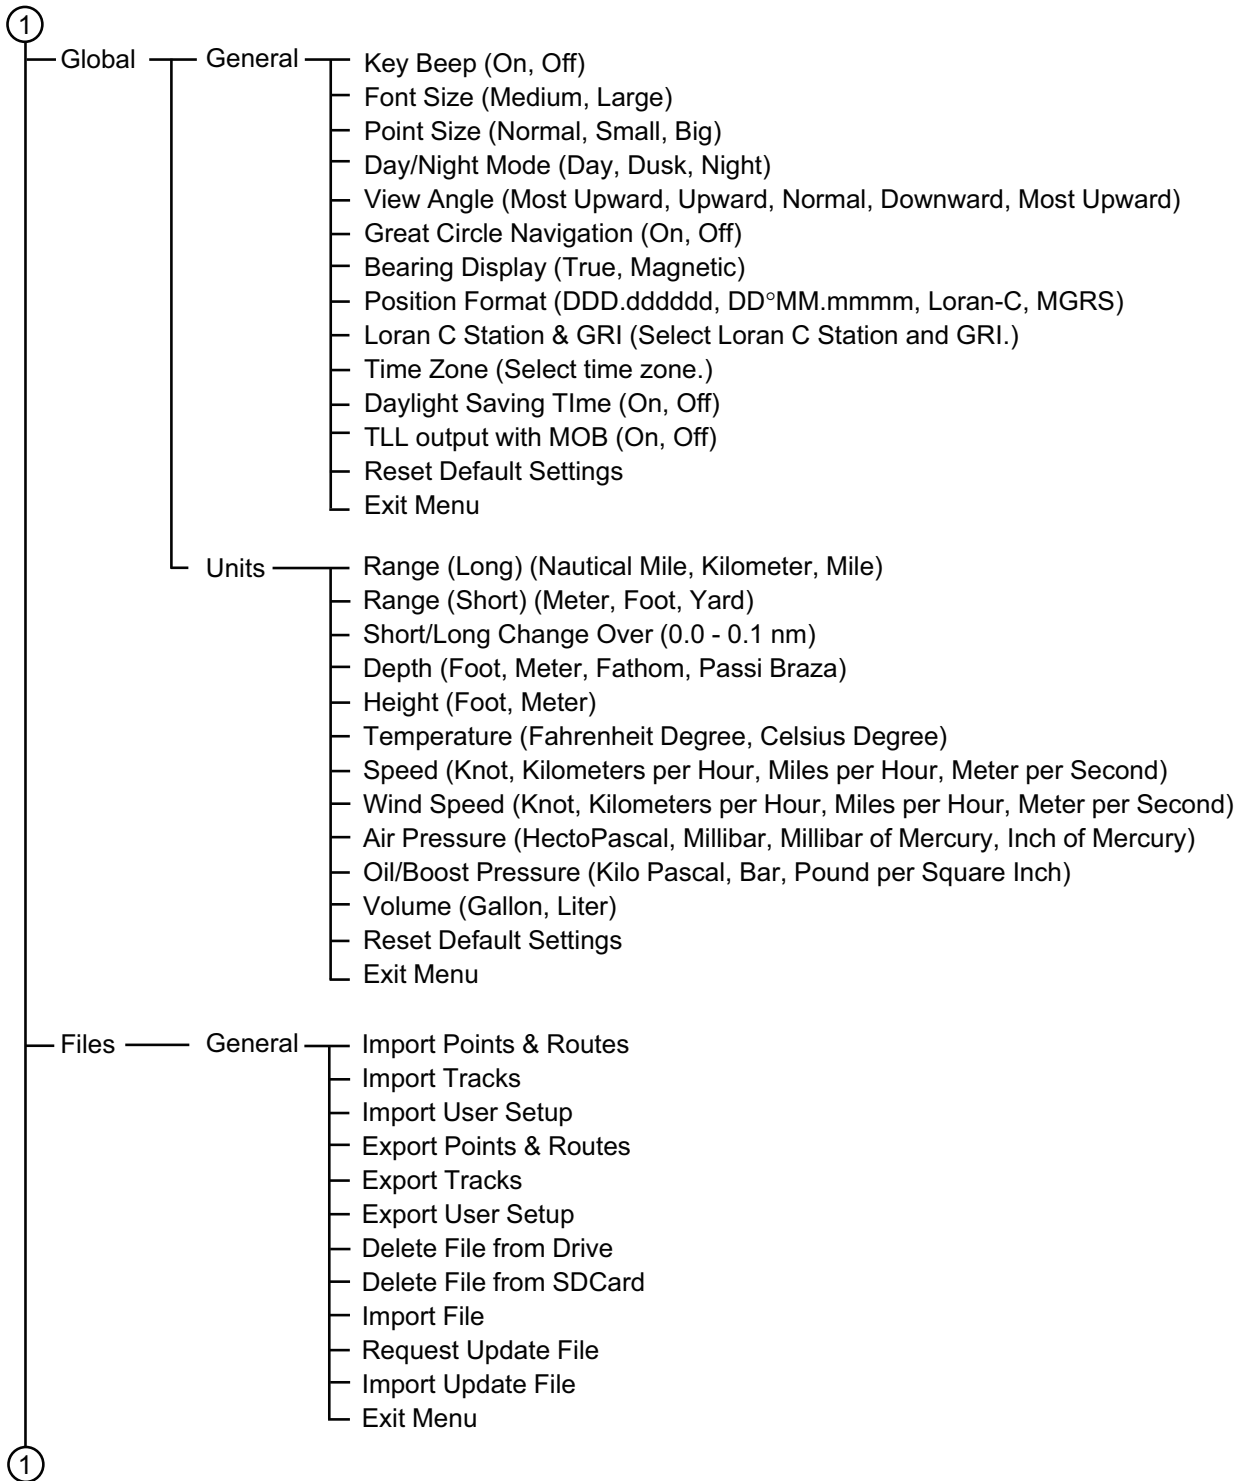 1
Global
General
Key Beep (On, Off)
Font Size (Medium, Large)
Point Size (Normal, Small, Big)
Day/Night Mode (Day, Dusk, Night)
View Angle (Most Upward, Upward, Normal, Downward, Most Upward)
Great Circle Navigation (On, Off)
Bearing Display (True, Magnetic)
Position Format (DDD.dddddd, DD°MM.mmmm, Loran-C, MGRS)
Loran C Station & GRI (Select Loran C Station and GRI.)
Time Zone (Select time zone.)
Daylight Saving TIme (On, Off)
TLL output with MOB (On, Off)
Reset Default Settings
Exit Menu
Units
Range (Long) (Nautical Mile, Kilometer, Mile)
Range (Short) (Meter, Foot, Yard)
Short/Long Change Over (0.0 - 0.1 nm)
Depth (Foot, Meter, Fathom, Passi Braza)
Height (Foot, Meter)
Temperature (Fahrenheit Degree, Celsius Degree)
Speed (Knot, Kilometers per Hour, Miles per Hour, Meter per Second)
Wind Speed (Knot, Kilometers per Hour, Miles per Hour, Meter per Second)
Air Pressure (HectoPascal, Millibar, Millibar of Mercury, Inch of Mercury)
Oil/Boost Pressure (Kilo Pascal, Bar, Pound per Square Inch)
Volume (Gallon, Liter)
Reset Default Settings
Exit Menu
Files
General
Import Points & Routes
Import Tracks
Import User Setup
Export Points & Routes
Export Tracks
Export User Setup
Delete File from Drive
Delete File from SDCard
Import File
Request Update File
Import Update File
Exit Menu
1